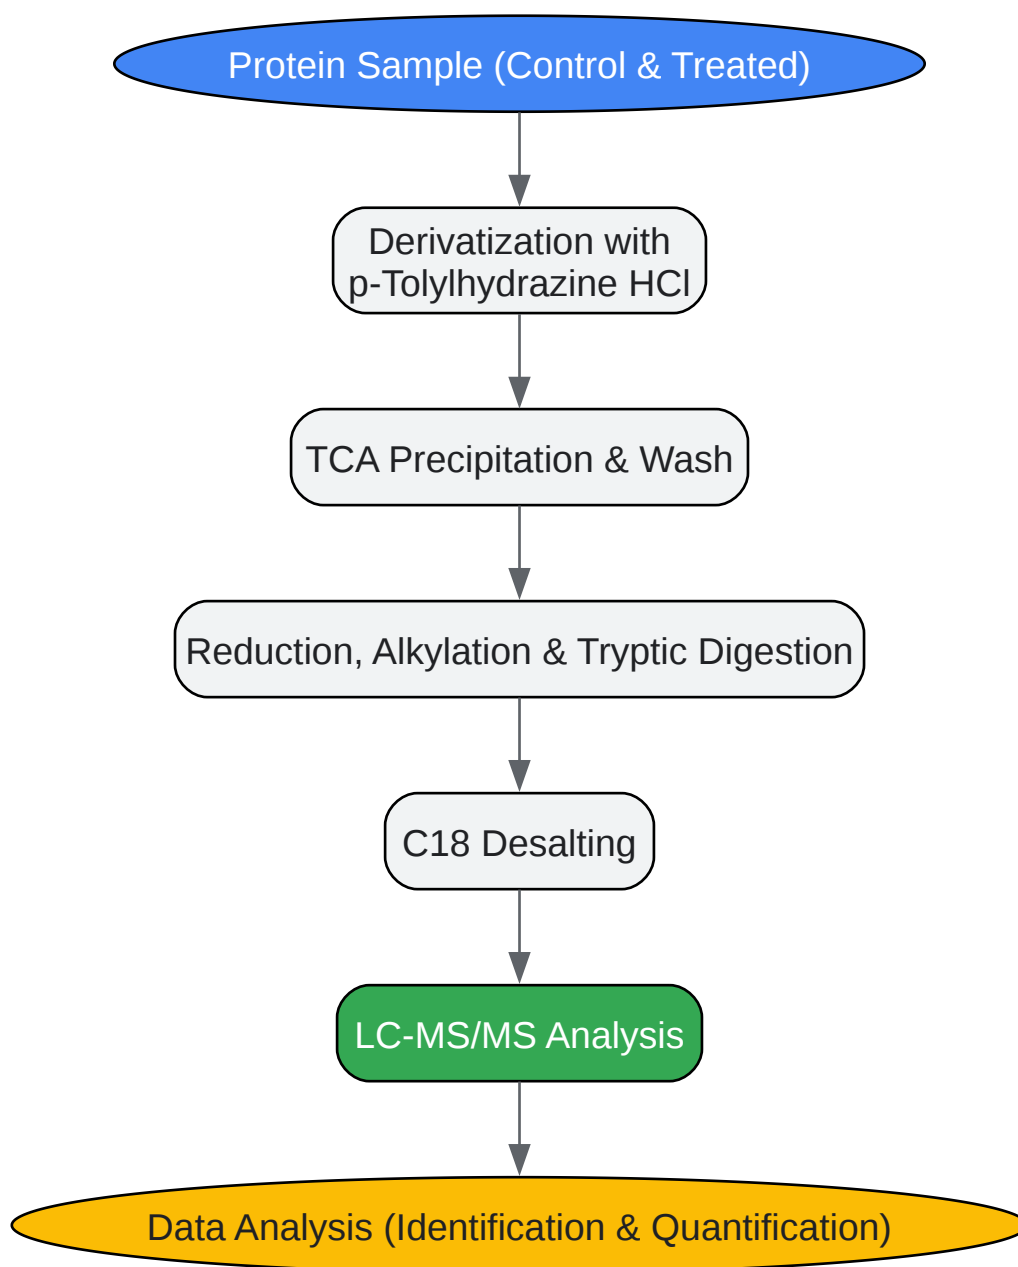 Protein Sample (Control & Treated)
Derivatization with
p-Tolylhydrazine HCl
TCA Precipitation & Wash
Reduction, Alkylation & Tryptic Digestion
C18 Desalting
LC-MS/MS Analysis
Data Analysis (Identification & Quantification)